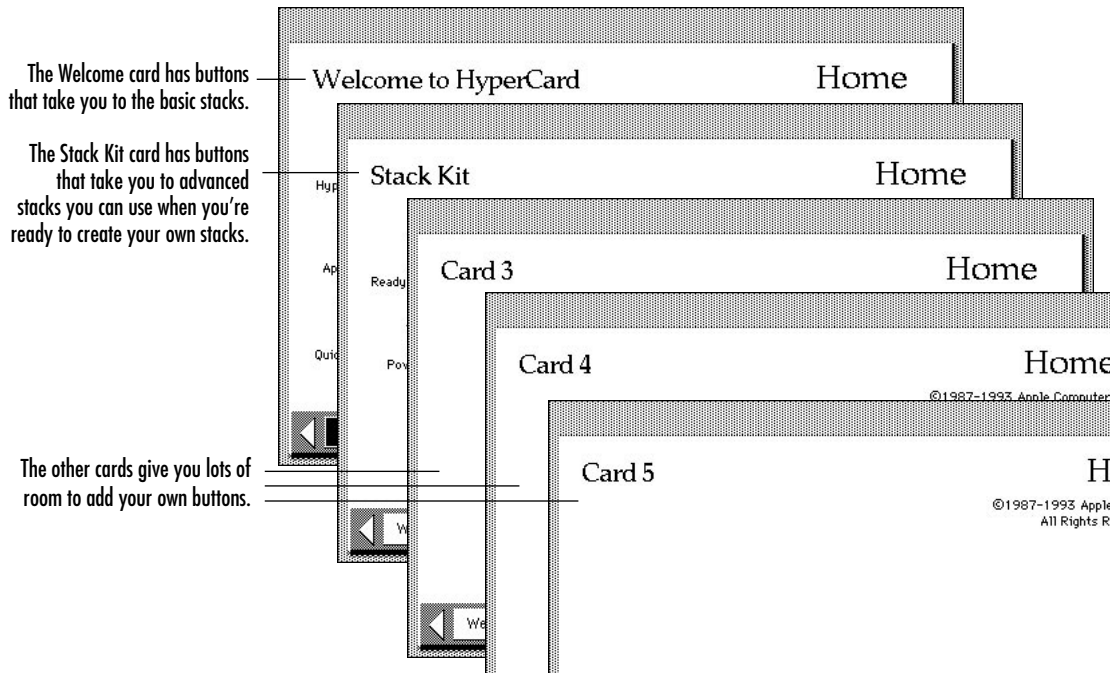 The Welcome card has buttons
that take you to the basic stacks.
Welcome to HyperCard
Home
The Stack Kit card has buttons
that take you to advanced
stacks you can use when you're
ready to create your own stacks.
Stack Kit
Home
Ready
Card 3
Home
Card 4
Home
©1987-1993 Apple Computer
The other cards give you lots of
room to add your own buttons.
Card 5
H
©1987-1993 Apple
All Rights R